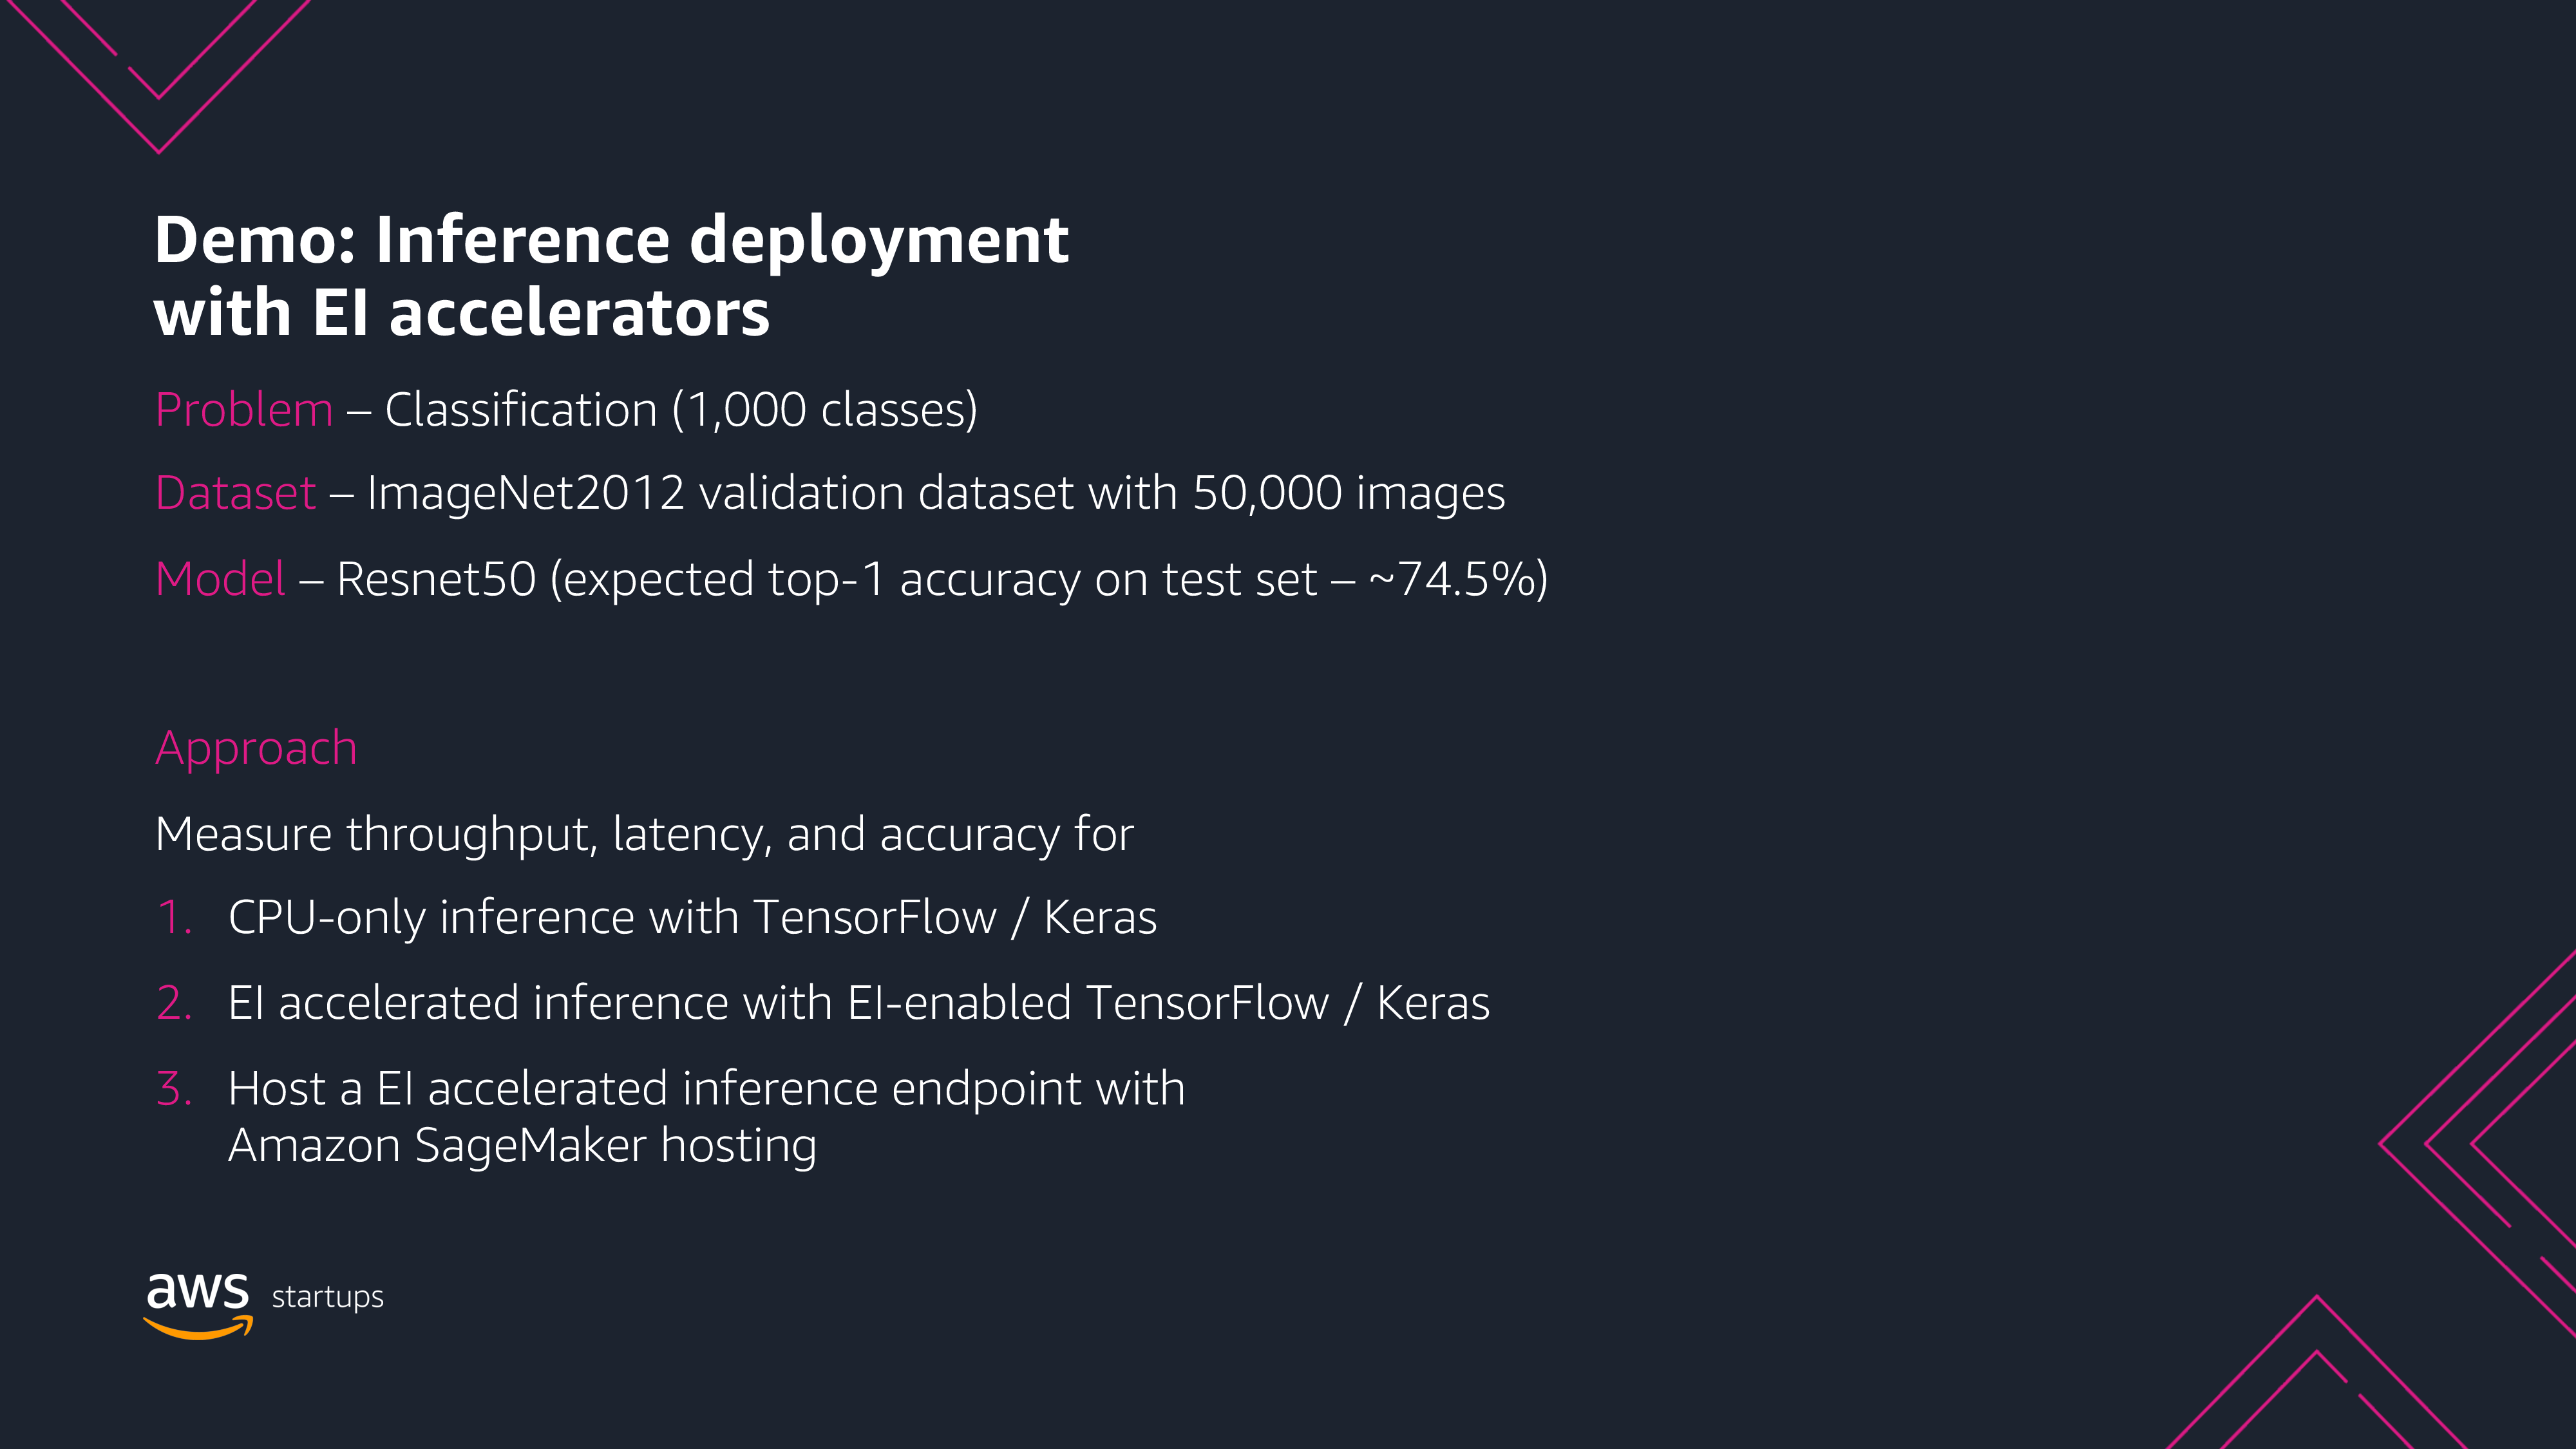 Demo: Inference deployment
with EI accelerators
Problem – Classification (1,000 classes)
Dataset – ImageNet2012 validation dataset with 50,000 images
Model – Resnet50 (expected top-1 accuracy on test set – ~74.5%)
Approach
Measure throughput, latency, and accuracy for
1. CPU-only inference with TensorFlow / Keras
2. EI accelerated inference with EI-enabled TensorFlow / Keras
3. Host a EI accelerated inference endpoint with
Amazon SageMaker hosting
aws startups